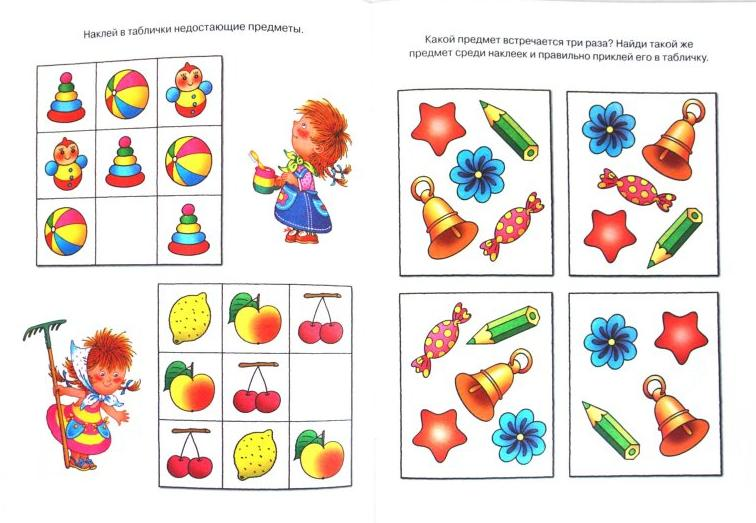 Наклей в таблички недостающие предметы.
Какой предмет встречается три раза? Найди такой же
предмет среди наклеек и правильно приклей его в табличку.